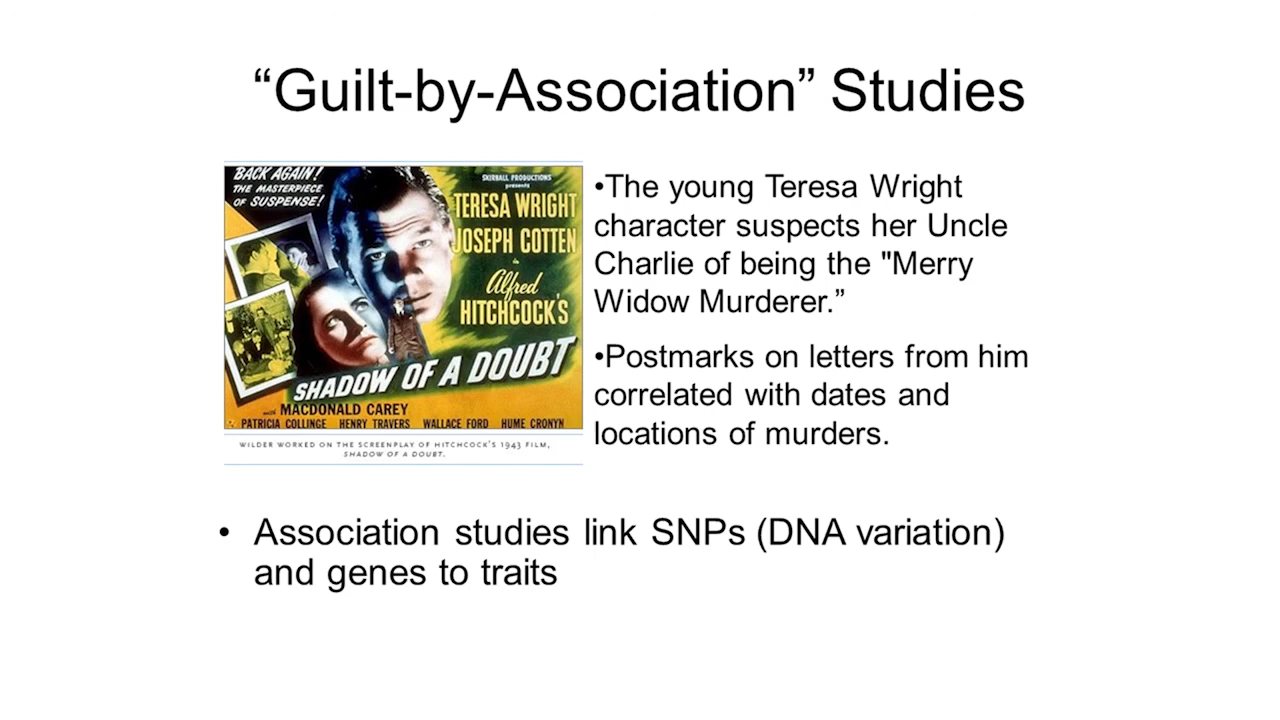 “Guilt-by-Association” Studies
BACK AGAIN!
THE MASTERPIECE
OF SUSPENSE!
SKIRBALL PRODUCTIONS
presents
TERESA WRIGHT
JOSEPH COTTEN
in
Alfred
HITCHCOCK'S
SHADOW OF A DOUBT
with MACDONALD CAREY
PATRICIA COLLINGE HENRY TRAVERS WALLACE FORD HUME CRONYN
WILDER WORKED ON THE SCREENPLAY OF HITCHCOCK'S 1943 FILM,
SHADOW OF A DOUBT.
•The young Teresa Wright
character suspects her Uncle
Charlie of being the "Merry
Widow Murderer.”
•Postmarks on letters from him
correlated with dates and
locations of murders.
• Association studies link SNPs (DNA variation)
and genes to traits